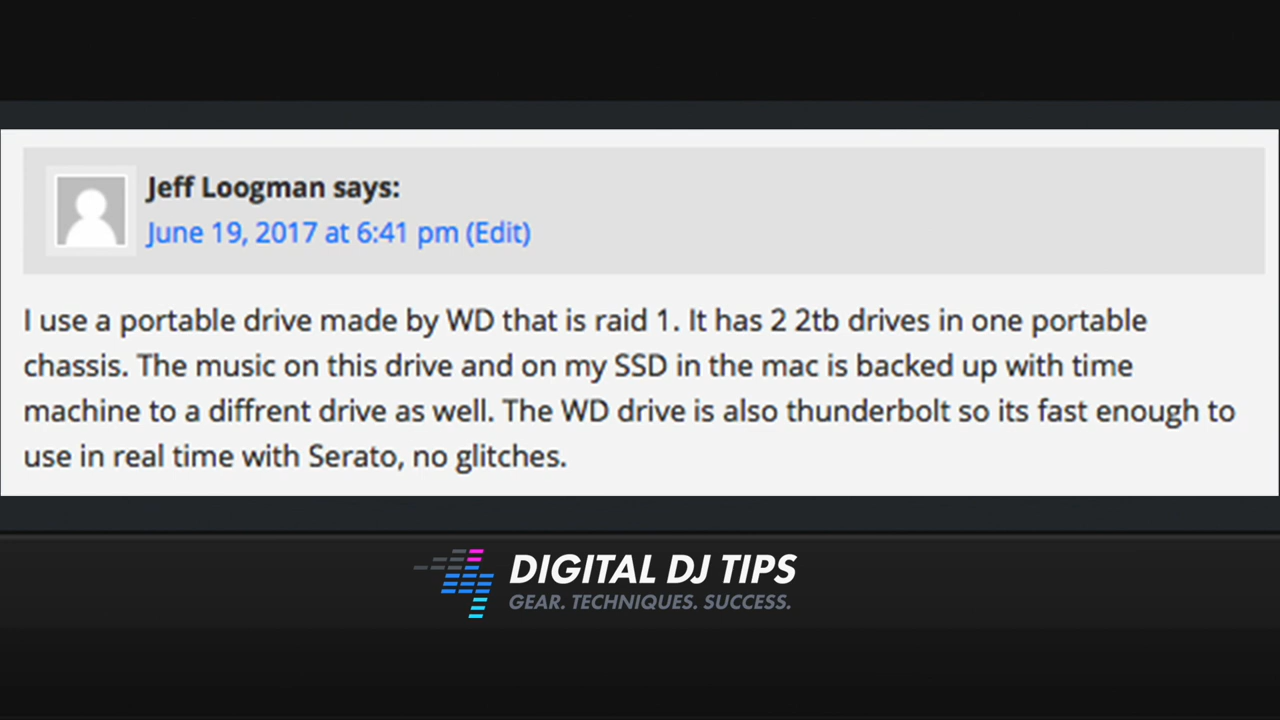 Jeff Loogman says:
June 19, 2017 at 6:41 pm (Edit)
I use a portable drive made by WD that is raid 1. It has 2 2tb drives in one portable
chassis. The music on this drive and on my SSD in the mac is backed up with time
machine to a diffrent drive as well. The WD drive is also thunderbolt so its fast enough to
use in real time with Serato, no glitches.
DIGITAL DJ TIPS
GEAR. TECHNIQUES. SUCCESS.